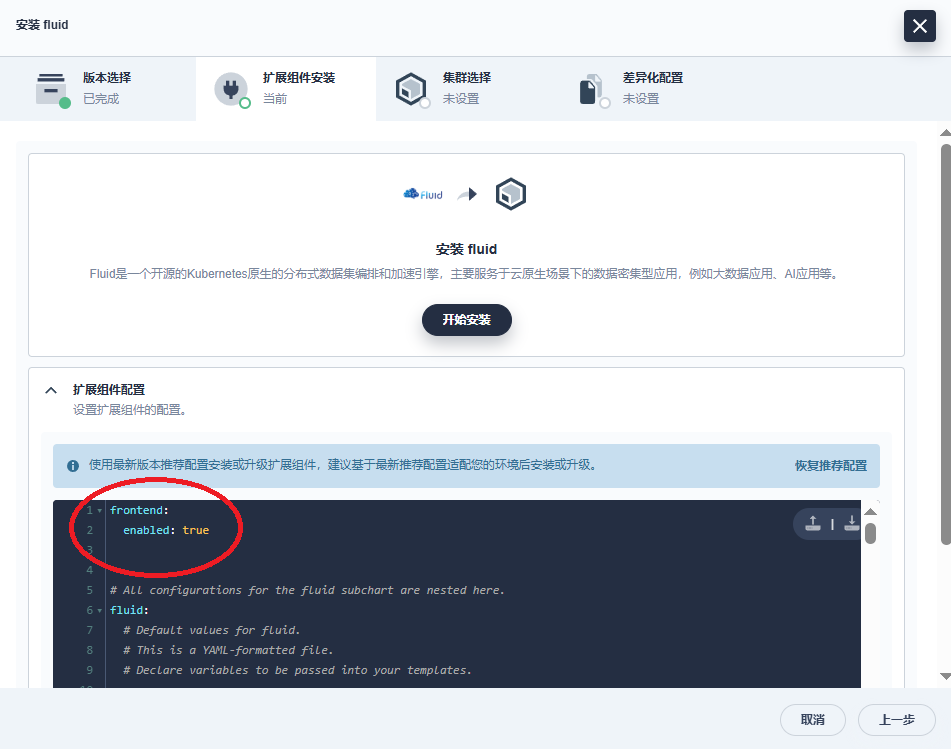 安装 fluid
版本选择
已完成
扩展组件安装
当前
集群选择
未设置
差异化配置
未设置
Fluid
安装 fluid
Fluid是一个开源的Kubernetes原生的分布式数据集编排和加速引擎，主要服务于云原生场景下的数据密集型应用，例如大数据应用、AI应用等。
开始安装
扩展组件配置
设置扩展组件的配置。
使用最新版本推荐配置安装或升级扩展组件，建议基于最新推荐配置适配您的环境后安装或升级。
恢复推荐配置
1 frontend:
2 enabled: true
3
4
5 # All configurations for the fluid subchart are nested here.
6 fluid:
7 # Default values for fluid.
8 # This is a YAML-formatted file.
9 # Declare variables to be passed into your templates.
取消
上一步